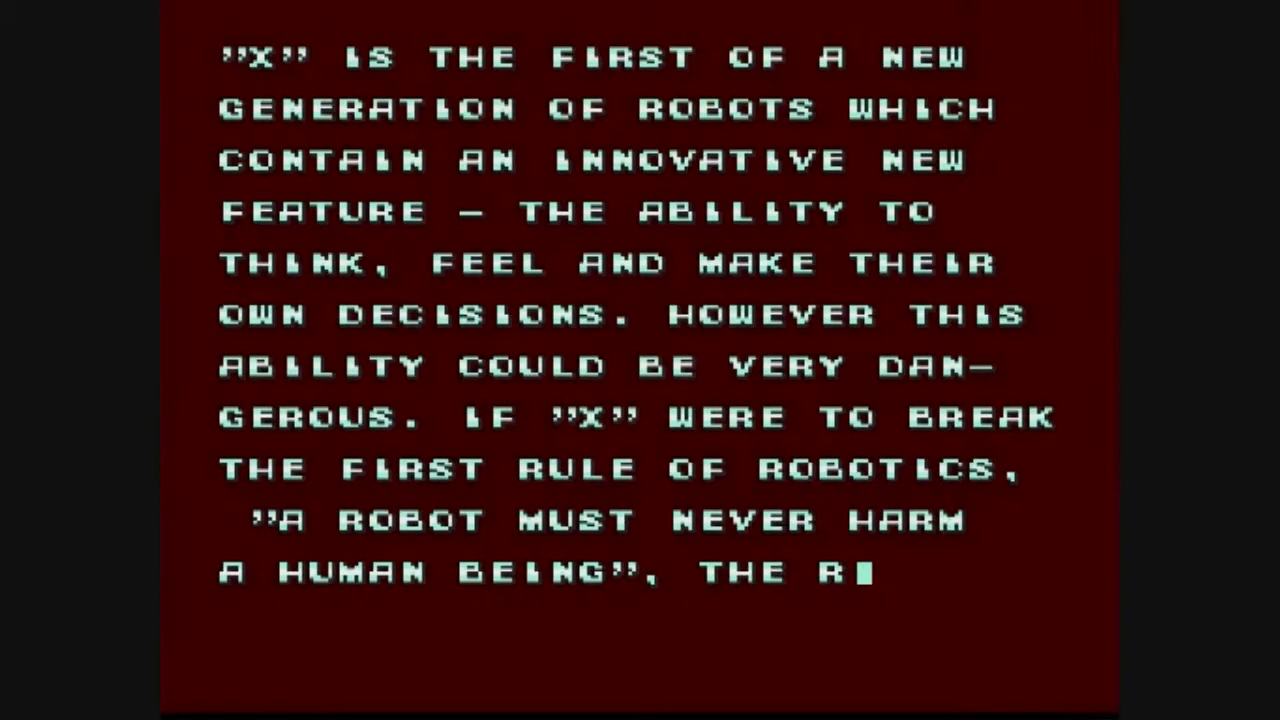 ”X” IS THE FIRST OF A NEW
GENERATION OF ROBOTS WHICH
CONTAIN AN INNOVATIVE NEW
FEATURE – THE ABILITY TO
THINK, FEEL AND MAKE THEIR
OWN DECISIONS. HOWEVER THIS
ABILITY COULD BE VERY DAN–
GEROUS. IF ”X” WERE TO BREAK
THE FIRST RULE OF ROBOTICS,
”A ROBOT MUST NEVER HARM
A HUMAN BEING”, THE R